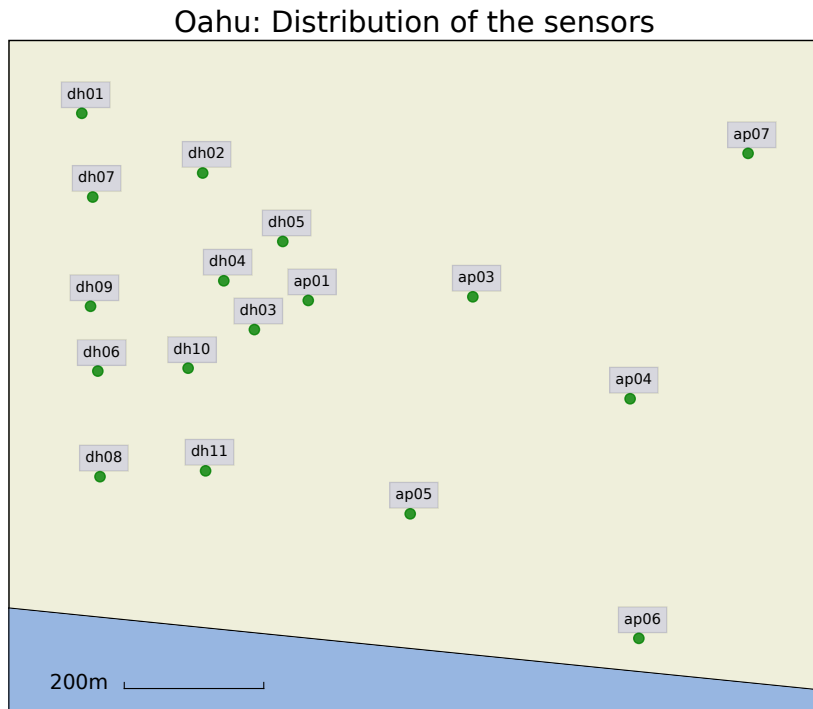 Oahu: Distribution of the sensors
dh01
ap07
dh02
dh07
dh05
dh04
ap01
ap03
dh09
dh03
dh10
dh06
ap04
dh11
dh08
ap05
ap06
200m